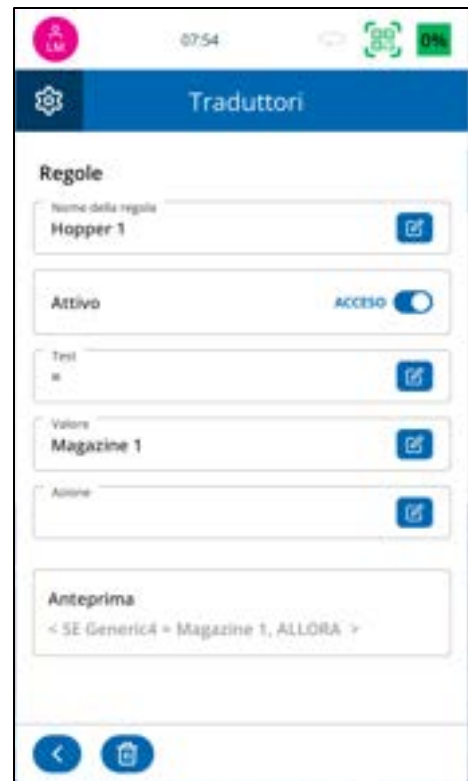 LM
07:54
0%
Traduttori
Regole
Nome della regola
Hopper 1
Attivo
ACCESO
Test
=
Valore
Magazine 1
Azione
Anteprima
< SE Generic4 = Magazine 1, ALLORA >